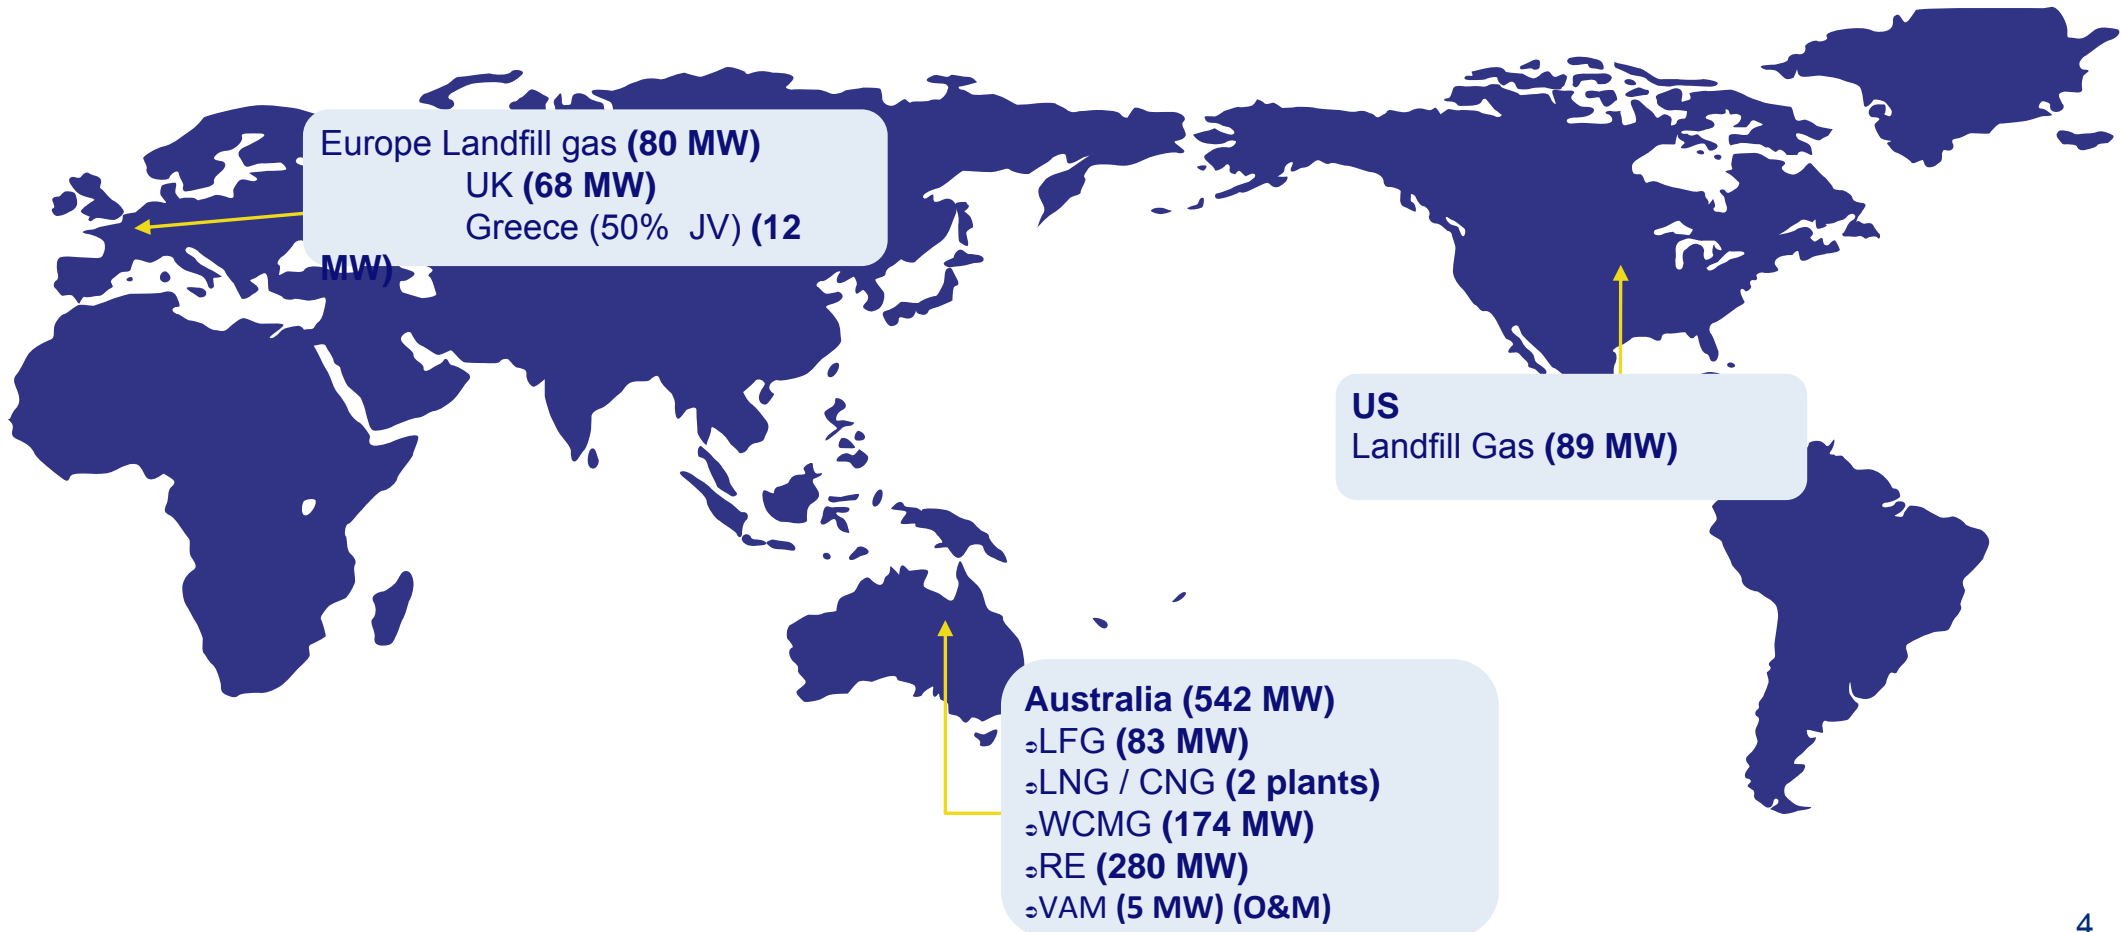 Europe Landfill gas (80 MW)
UK (68 MW)
Greece (50% JV) (12
MW)
US
Landfill Gas (89 MW)
Australia (542 MW)
➲LFG (83 MW)
➲LNG / CNG (2 plants)
➲WCMG (174 MW)
➲RE (280 MW)
➲VAM (5 MW) (O&M)
4